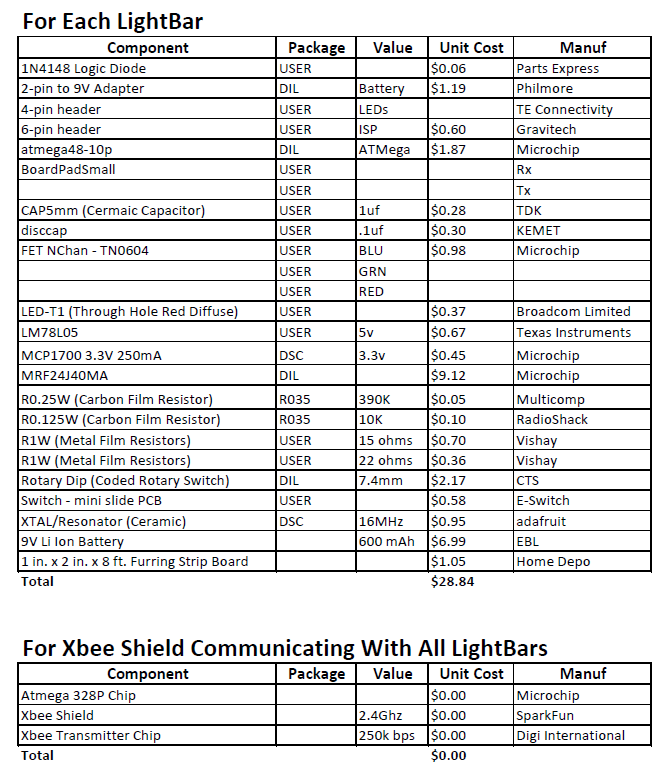 For Each LightBar
Component Package Value Unit Cost Manuf
1N4148 Logic Diode USER $0.06 Parts Express
2-pin to 9V Adapter DIL Battery $1.19 Philmore
4-pin header USER LEDs TE Connectivity
6-pin header USER ISP $0.60 Gravitech
atmega48-10p DIL ATMega $1.87 Microchip
BoardPadSmall USER Rx
USER Tx
CAP5mm (Cermaic Capacitor) USER 1uf $0.28 TDK
disccap USER .1uf $0.30 KEMET
FET NChan - TN0604 USER BLU $0.98 Microchip
USER GRN
USER RED
LED-T1 (Through Hole Red Diffuse) USER $0.37 Broadcom Limited
LM78L05 USER 5v $0.67 Texas Instruments
MCP1700 3.3V 250mA DSC 3.3v $0.45 Microchip
MRF24J40MA DIL $9.12 Microchip
R0.25W (Carbon Film Resistor) R035 390K $0.05 Multicomp
R0.125W (Carbon Film Resistor) R035 10K $0.10 RadioShack
R1W (Metal Film Resistors) USER 15 ohms $0.70 Vishay
R1W (Metal Film Resistors) USER 22 ohms $0.36 Vishay
Rotary Dip (Coded Rotary Switch) DIL 7.4mm $2.17 CTS
Switch - mini slide PCB USER $0.58 E-Switch
XTAL/Resonator (Ceramic) DSC 16MHz $0.95 adafruit
9V Li Ion Battery 600 mAh $6.99 EBL
1 in. x 2 in. x 8 ft. Furring Strip Board $1.05 Home Depo
Total $28.84
For Xbee Shield Communicating With All LightBars
Component Package Value Unit Cost Manuf
Atmega 328P Chip $0.00 Microchip
Xbee Shield 2.4Ghz $0.00 SparkFun
Xbee Transmitter Chip 250k bps $0.00 Digi International
Total $0.00